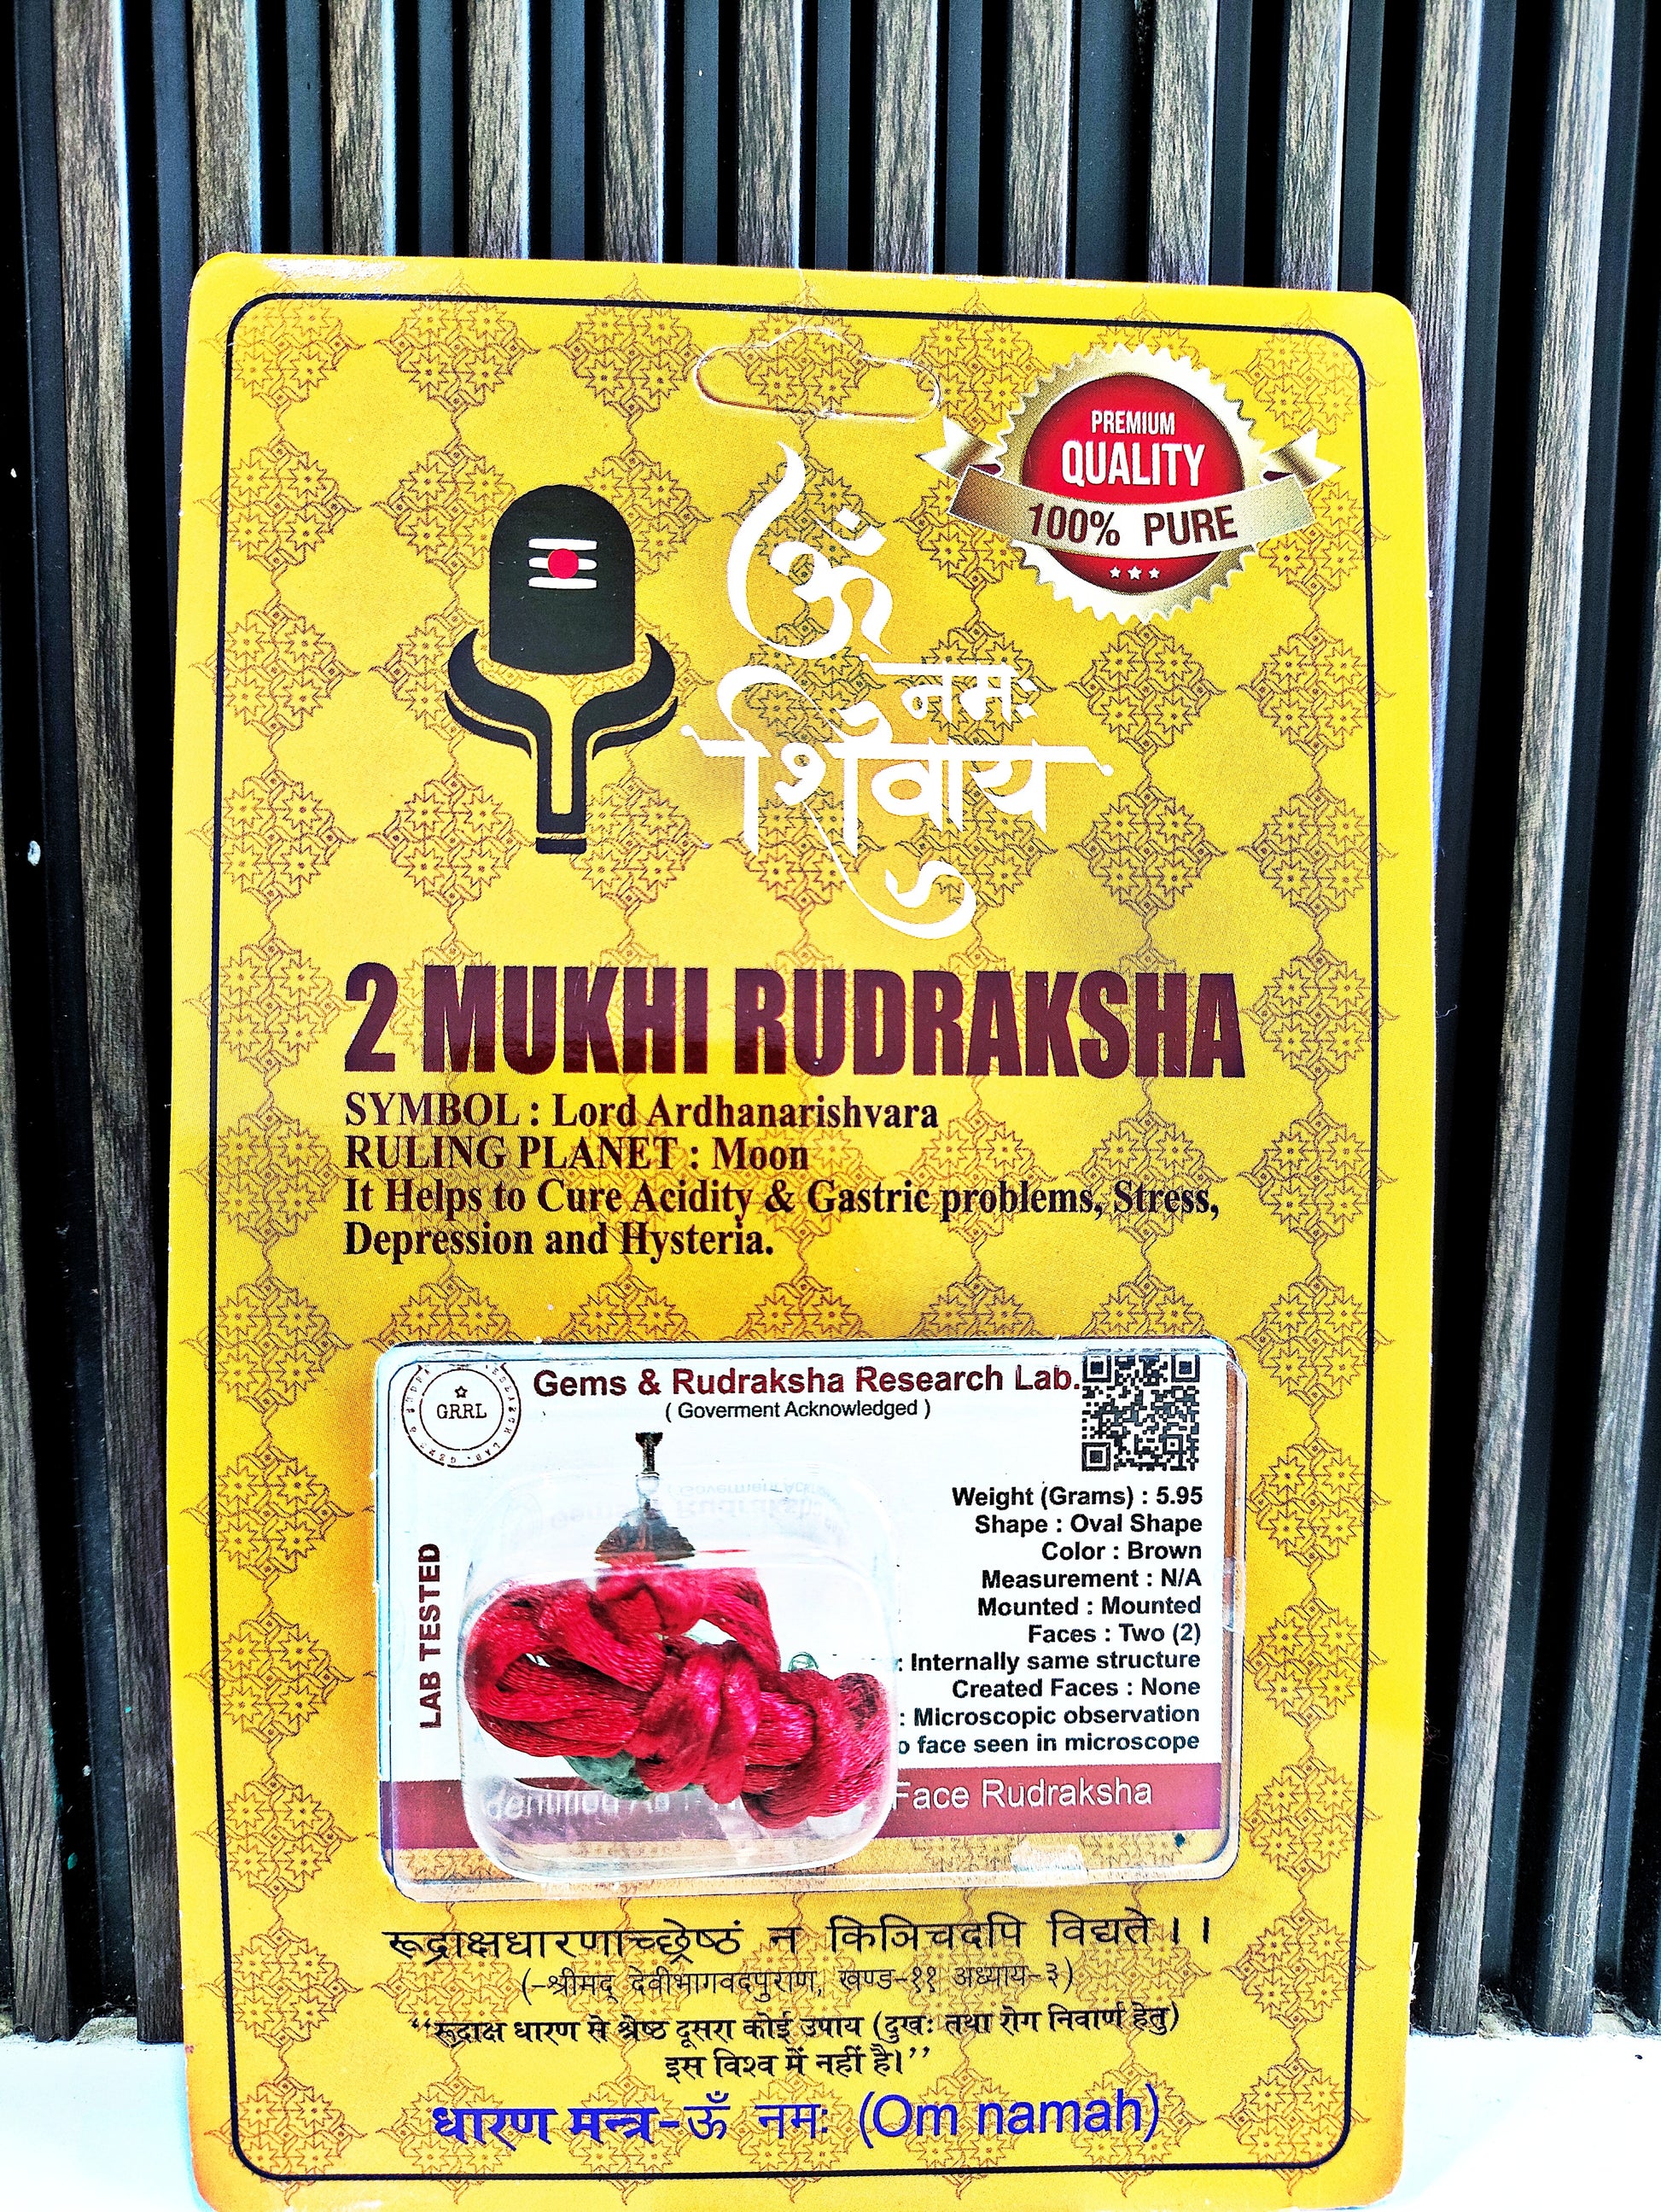 PREMIUM
QUALITY
100% PURE
ॐ
नमः
शिवाय
2 MUKHI RUDRAKSHA
SYMBOL : Lord Ardhanarishvara
RULING PLANET : Moon
It Helps to Cure Acidity & Gastric problems, Stress,
Depression and Hysteria.
GRRL
Gems & Rudraksha Research Lab.
( Goverment Acknowledged )
LAB TESTED
Weight (Grams) : 5.95
Shape : Oval Shape
Color : Brown
Measurement : N/A
Mounted : Mounted
Faces : Two (2)
: Internally same structure
Created Faces : None
: Microscopic observation
face seen in microscope
Face Rudraksha
रूद्राक्षधारणाच्छ्रेष्ठं न किञिचदपि विद्यते।।
(-श्रीमद् देवीभागवदपुराण, खण्ड-११ अध्याय-३)
“रूद्राक्ष धारण से श्रेष्ठ दूसरा कोई उपाय (दुखः तथा रोग निवार्ण हेतु)
इस विश्व में नहीं है।”
धारण मन्त्र-ॐ नमः (Om namah)